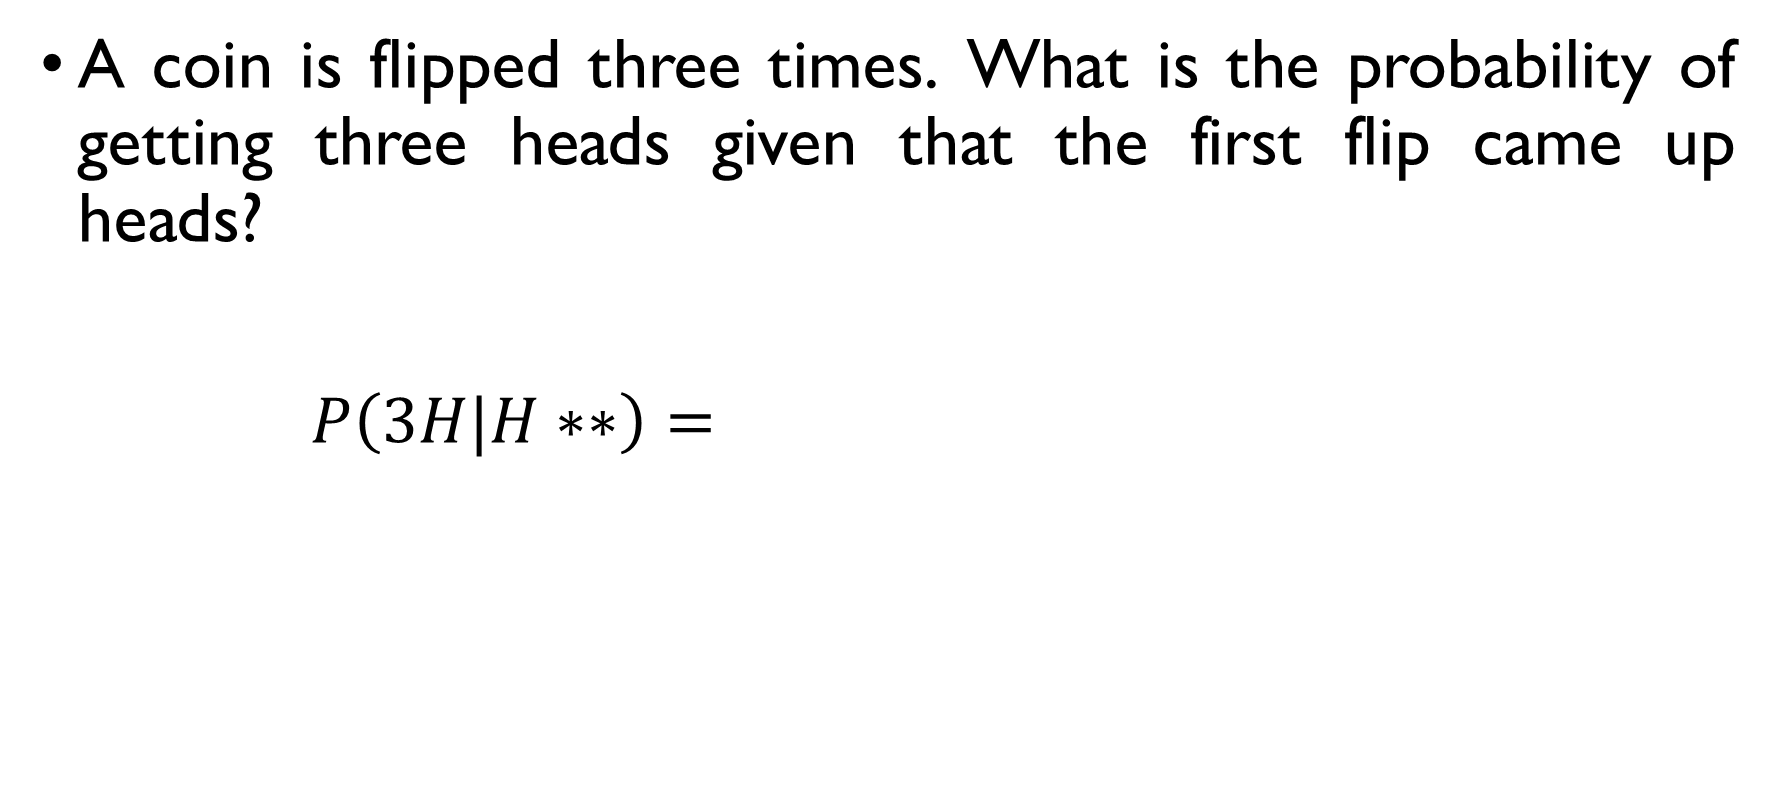 • A coin is flipped three times. What is the probability of
getting three heads given that the first flip came up
heads?
P(3H|H ∗∗) =